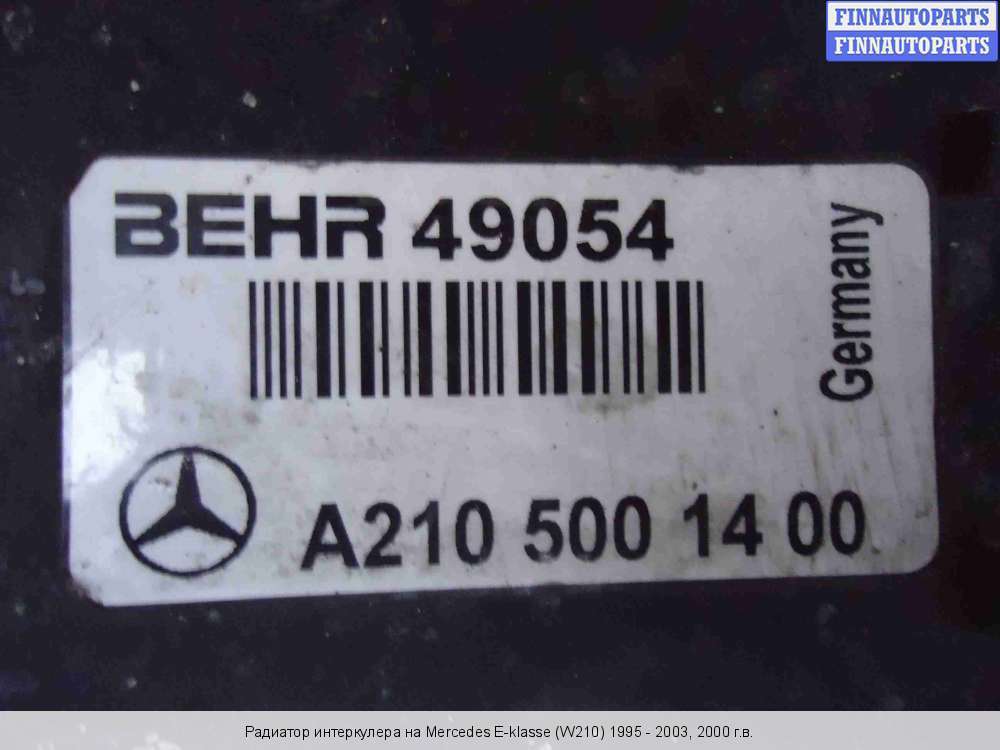 FINNAUTOPARTS
FINNAUTOPARTS
BEHR 49054
Germany
A210 500 14 00
Радиатор интеркулера на Mercedes E-klasse (W210) 1995 - 2003, 2000 г.в.